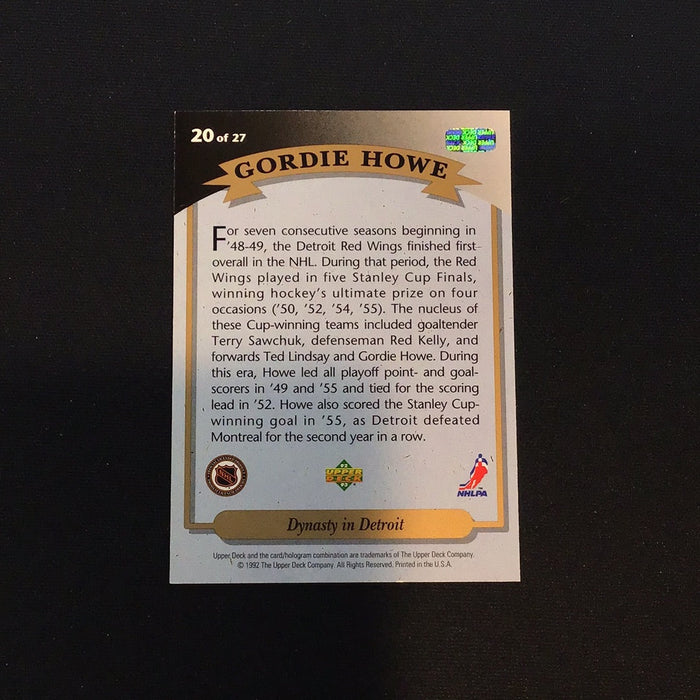 20 of 27
GORDIE HOWE
For seven consecutive seasons beginning in
'48-49, the Detroit Red Wings finished first-
overall in the NHL. During that period, the Red
Wings played in five Stanley Cup Finals,
winning hockey's ultimate prize on four
occasions ('50, '52, '54, '55). The nucleus of
these Cup-winning teams included goaltender
Terry Sawchuk, defenseman Red Kelly, and
forwards Ted Lindsay and Gordie Howe. During
this era, Howe led all playoff point- and goal-
scorers in '49 and '55 and tied for the scoring
lead in '52. Howe also scored the Stanley Cup-
winning goal in '55, as Detroit defeated
Montreal for the second year in a row.
92
UPPER
DECK
93
NHLPA
Dynasty in Detroit
Upper Deck and the card/hologram combination are trademarks of The Upper Deck Company.
© 1992 The Upper Deck Company. All Rights Reserved. Printed in the U.S.A.